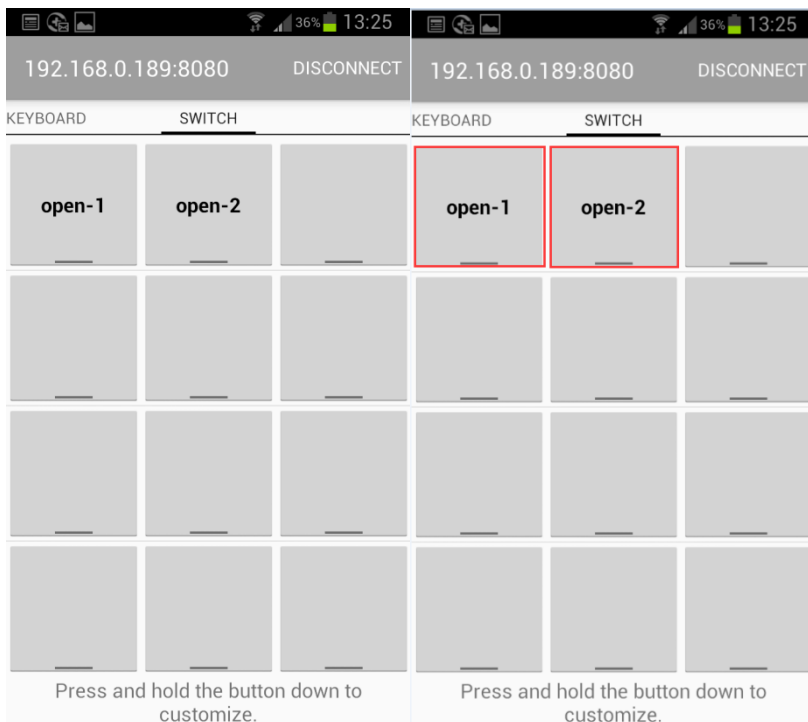 36% 13:25
192.168.0.189:8080 DISCONNECT
KEYBOARD SWITCH
open-1 open-2
Press and hold the button down to
customize.
36% 13:25
192.168.0.189:8080 DISCONNECT
KEYBOARD SWITCH
open-1 open-2
Press and hold the button down to
customize.